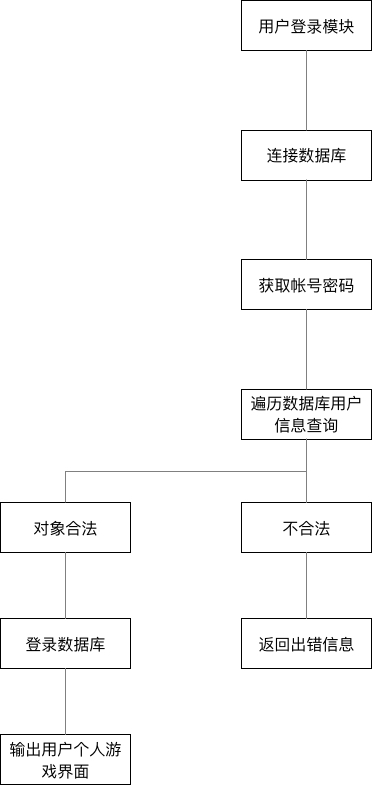 用户登录模块
连接数据库
获取帐号密码
遍历数据库用户
信息查询
对象合法
不合法
登录数据库
返回出错信息
输出用户个人游
戏界面